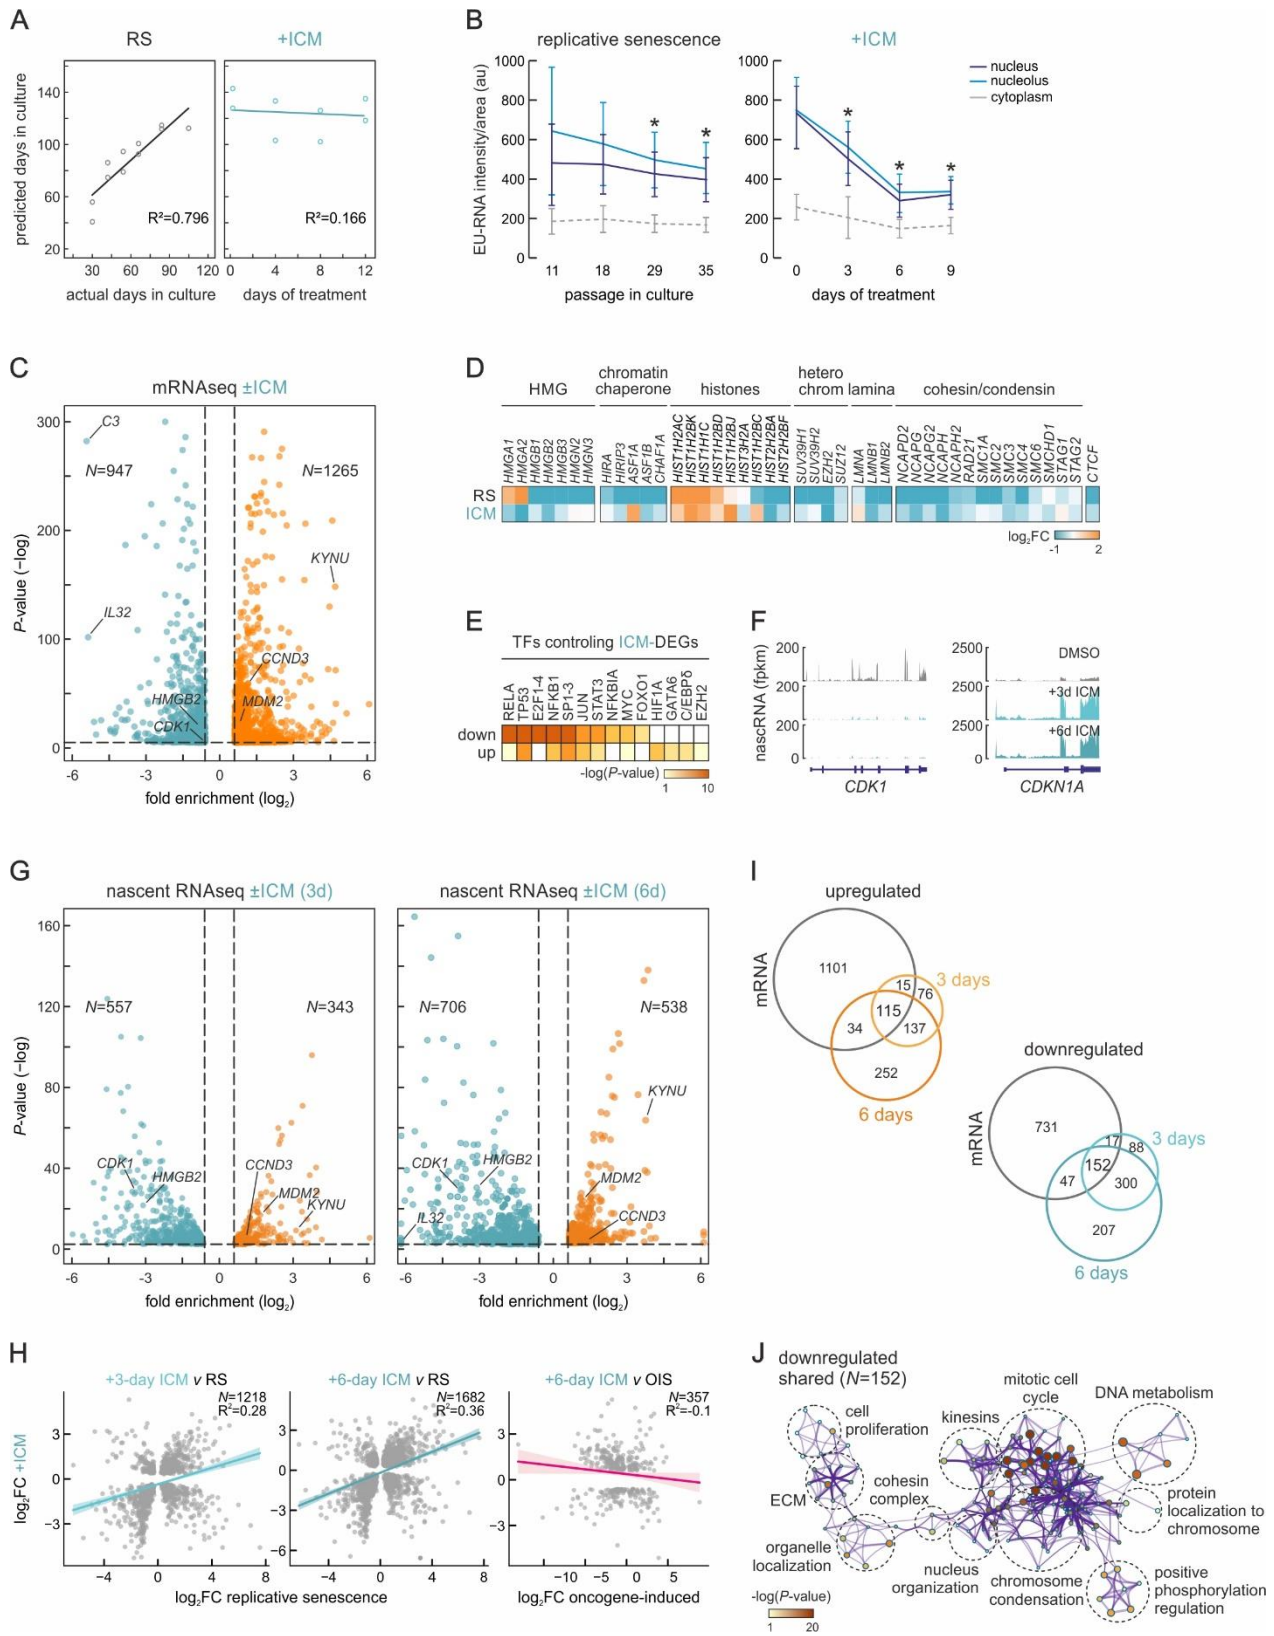 A
RS
+ICM
predicted days in culture
140
100
60
20
R²=0.796
R²=0.166
30 60 90 120
0 4 8 12
actual days in culture
days of treatment
B
replicative senescence
+ICM
EU-RNA intensity/area (au)
1000
800
600
400
200
0
* *
11 18 29 35
passage in culture
1000
800
600
400
200
0
* * *
0 3 6 9
days of treatment
nucleus
nucleolus
cytoplasm
C
mRNAseq ±ICM
P-value (−log)
300
200
100
0
C3
N=947
N=1265
KYNU
IL32
CCND3
HMGB2
MDM2
CDK1
-6 -3 0 3 6
fold enrichment (log₂)
D
HMG
chromatin chaperone
histones
hetero chrom
lamina
cohesin/condensin
HMGA1 HMGA2 HMGB1 HMGB2 HMGB3 HMGN2 HMGN3
HIRA HIRIP3 ASF1A ASF1B CHAF1A
HIST1H2AC HIST1H2BK HIST1H1C HIST1H2BD HIST1H2BJ HIST3H2A HIST1H2BC HIST2H2BA HIST2H2BF
SUV39H1 SUV39H2 EZH2 SUZ12
LMNA LMNB1 LMNB2
NCAPD2 NCAPG NCAPG2 NCAPH NCAPH2 RAD21 SMC1A SMC2 SMC3 SMC4 SMC6 SMCHD1 STAG1 STAG2
CTCF
RS
ICM
log₂FC
-1 2
E
TFs controling ICM-DEGs
RELA TP53 E2F1-4 NFKB1 SP1-3 JUN STAT3 NFKBIA MYC FOXO1 HIF1A GATA6 C/EBPδ EZH2
down
up
-log(P-value)
1 10
F
nascRNA (fpkm)
200
200
200
0
2500
2500
2500
0
DMSO
+3d ICM
+6d ICM
CDK1
CDKN1A
G
nascent RNAseq ±ICM (3d)
nascent RNAseq ±ICM (6d)
P-value (−log)
160
120
80
40
0
N=557
N=343
CDK1
HMGB2
CCND3
MDM2
KYNU
-6 -3 0 3 6
fold enrichment (log₂)
N=706
N=538
KYNU
CDK1
HMGB2
MDM2
IL32
CCND3
-6 -3 0 3 6
fold enrichment (log₂)
I
upregulated
mRNA
1101
15
76
3 days
115
34
137
252
6 days
downregulated
mRNA
731
17
88
3 days
152
47
300
207
6 days
H
+3-day ICM v RS
+6-day ICM v RS
+6-day ICM v OIS
log₂FC +ICM
N=1218
R²=0.28
N=1682
R²=0.36
N=357
R²=-0.1
3
0
−3
3
0
−3
−6
3
0
−3
−4 0 4 8
−4 0 4 8
−10 −5 0 5
log₂FC replicative senescence
log₂FC oncogene-induced
J
downregulated
shared (N=152)
cell
proliferation
kinesins
mitotic cell
cycle
DNA metabolism
ECM
cohesin
complex
protein
localization to
chromosome
organelle
localization
nucleus
organization
chromosome
condensation
positive
phosphorylation
regulation
-log(P-value)
1 20